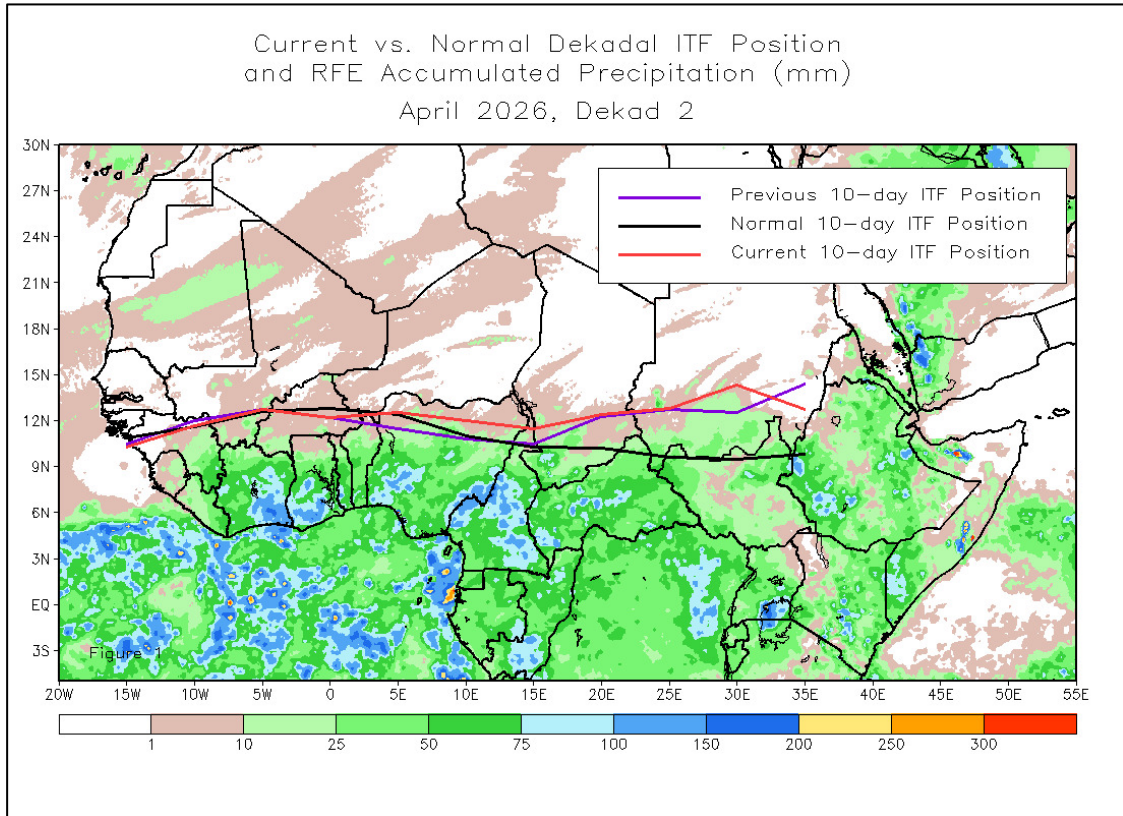 Current vs. Normal Dekadal ITF Position
and RFE Accumulated Precipitation (mm)
April 2026, Dekad 2
30N
27N
24N
21N
18N
15N
12N
9N
6N
3N
EQ
3S
Previous 10-day ITF Position
Normal 10-day ITF Position
Current 10-day ITF Position
Figure 1
20W 15W 10W 5W 0 5E 10E 15E 20E 25E 30E 35E 40E 45E 50E 55E
1 10 25 50 75 100 150 200 250 300